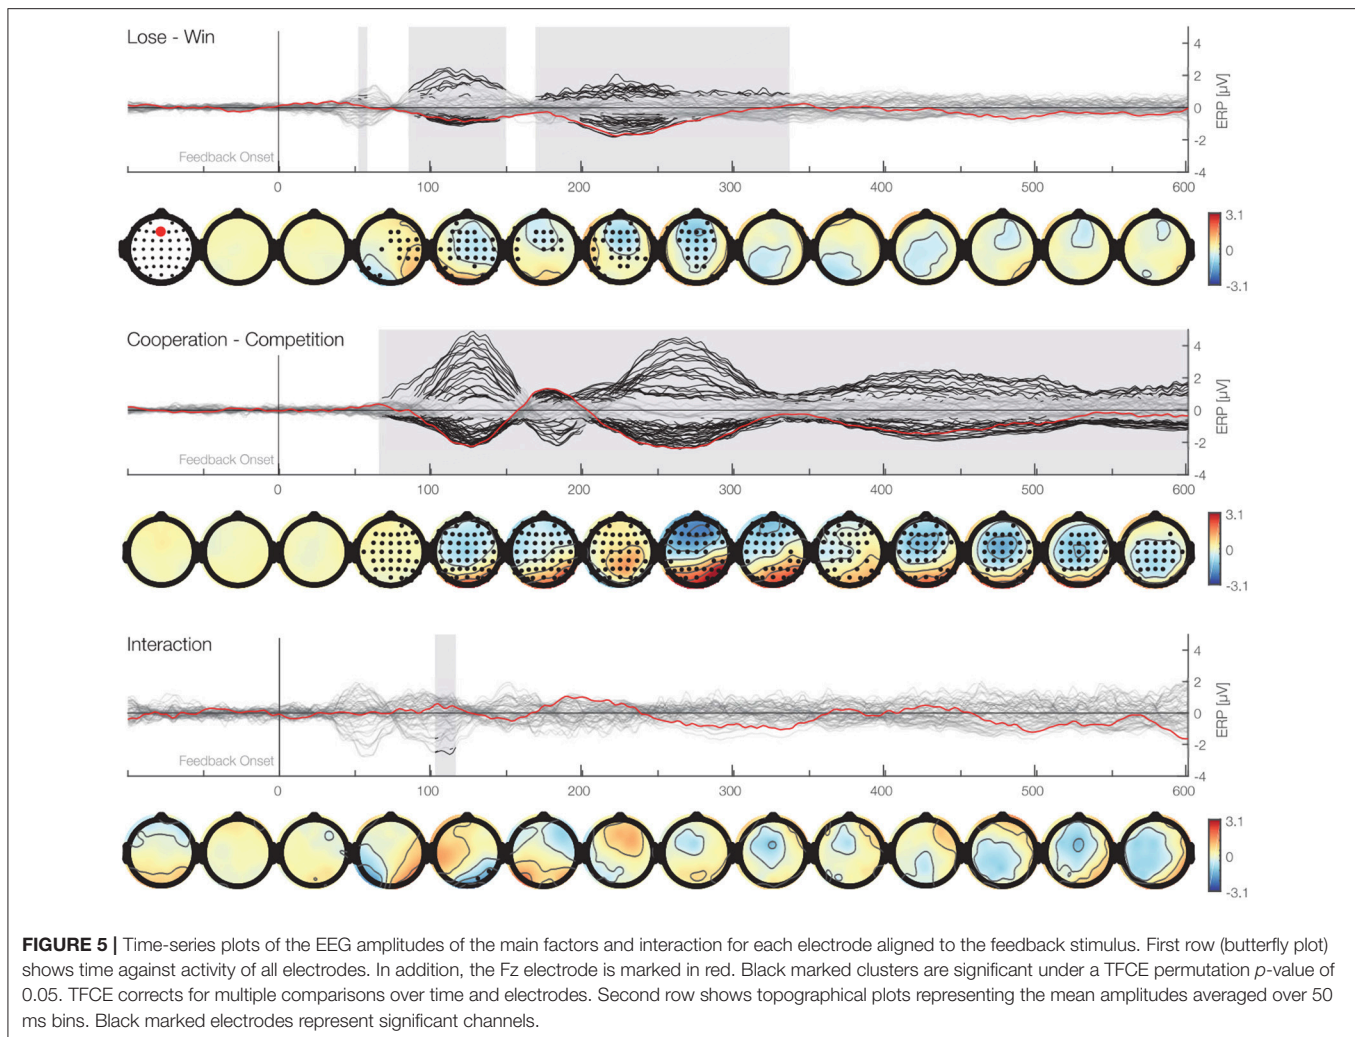 Lose - Win
4
2
0
-2
-4
ERP [µV]
Feedback Onset
0 100 200 300 400 500 600
3.1
0
-3.1
Cooperation - Competition
4
2
0
-2
-4
ERP [µV]
Feedback Onset
0 100 200 300 400 500 600
3.1
0
-3.1
Interaction
4
2
0
-2
-4
ERP [µV]
Feedback Onset
0 100 200 300 400 500 600
3.1
0
-3.1
FIGURE 5 | Time-series plots of the EEG amplitudes of the main factors and interaction for each electrode aligned to the feedback stimulus. First row (butterfly plot)
shows time against activity of all electrodes. In addition, the Fz electrode is marked in red. Black marked clusters are significant under a TFCE permutation p-value of
0.05. TFCE corrects for multiple comparisons over time and electrodes. Second row shows topographical plots representing the mean amplitudes averaged over 50
ms bins. Black marked electrodes represent significant channels.